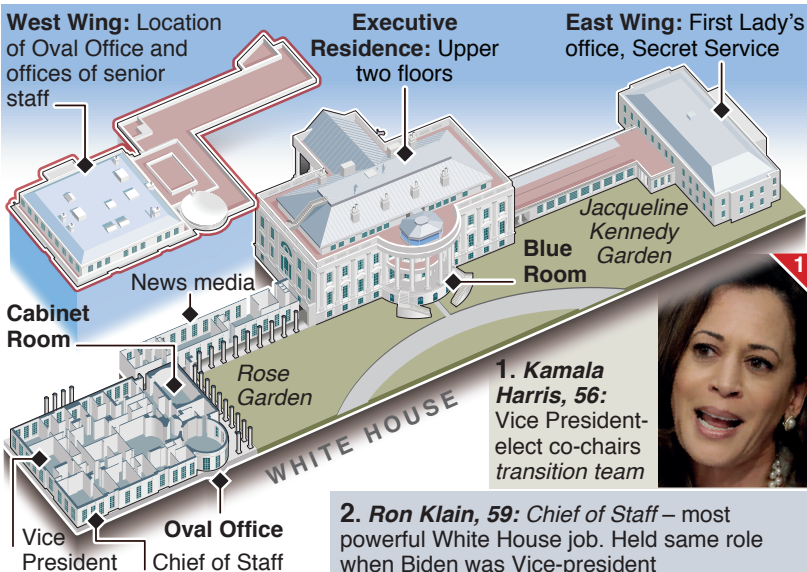 West Wing: Location
of Oval Office and
offices of senior
staff
Executive
Residence: Upper
two floors
East Wing: First Lady's
office, Secret Service
Jacqueline
Kennedy
Garden
Blue
Room
News media
Cabinet
Room
Rose
Garden
WHITE HOUSE
1
1. Kamala
Harris, 56:
Vice President-
elect co-chairs
transition team
Vice
President
Oval Office
Chief of Staff
2. Ron Klain, 59: Chief of Staff – most
powerful White House job. Held same role
when Biden was Vice-president